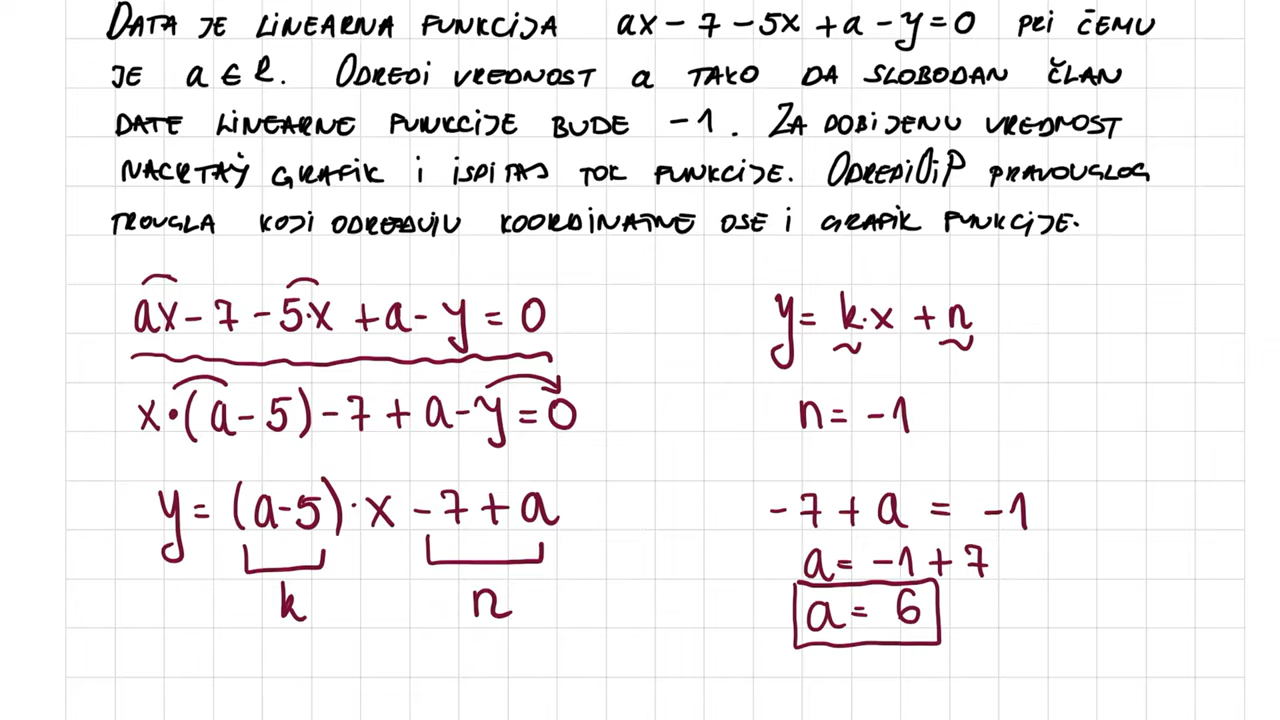 DATA JE LINEARNA FUNKCIJA ax - 7 - 5x + a - y = 0 PRI ČEMU
JE a ∈ R. ODREDI VREDNOST a TAKO DA SLOBODAN ČLAN
DATE LINEARNE FUNKCIJE BUDE -1. ZA DOBIJENU VREDNOST
NACRTAJ GRAFIK I ISPITAJ TOK FUNKCIJE. ODREDI O i P PRAVOUGLOG
TROUGLA KOJI ODREĐUJU KOORDINATNE OSE I GRAFIK FUNKCIJE.
ax - 7 - 5·x + a - y = 0
x·(a - 5) - 7 + a - y = 0
y = (a-5)·x - 7 + a
k n
y = k·x + n
n = -1
-7 + a = -1
a = -1 + 7
a = 6